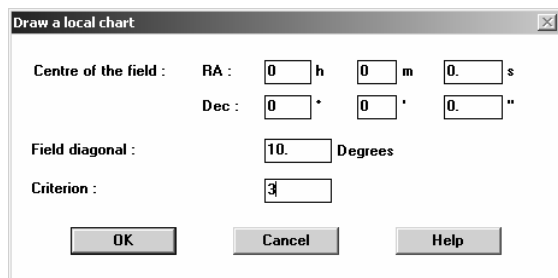 Draw a local chart
Centre of the field : RA : 0 h 0 m 0. s
Dec : 0 ° 0 ' 0. "
Field diagonal : 10. Degrees
Criterion : 3
OK Cancel Help